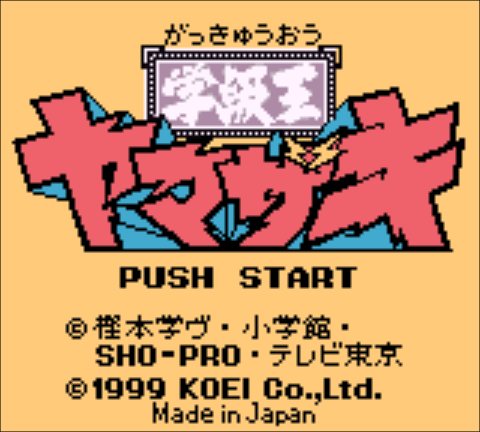 がっきゅうおう
学級王
ヤマザキ
PUSH START
©樫本学ヴ・小学館・
SHO-PRO・テレビ東京
©1999 KOEI Co.,Ltd.
Made in Japan